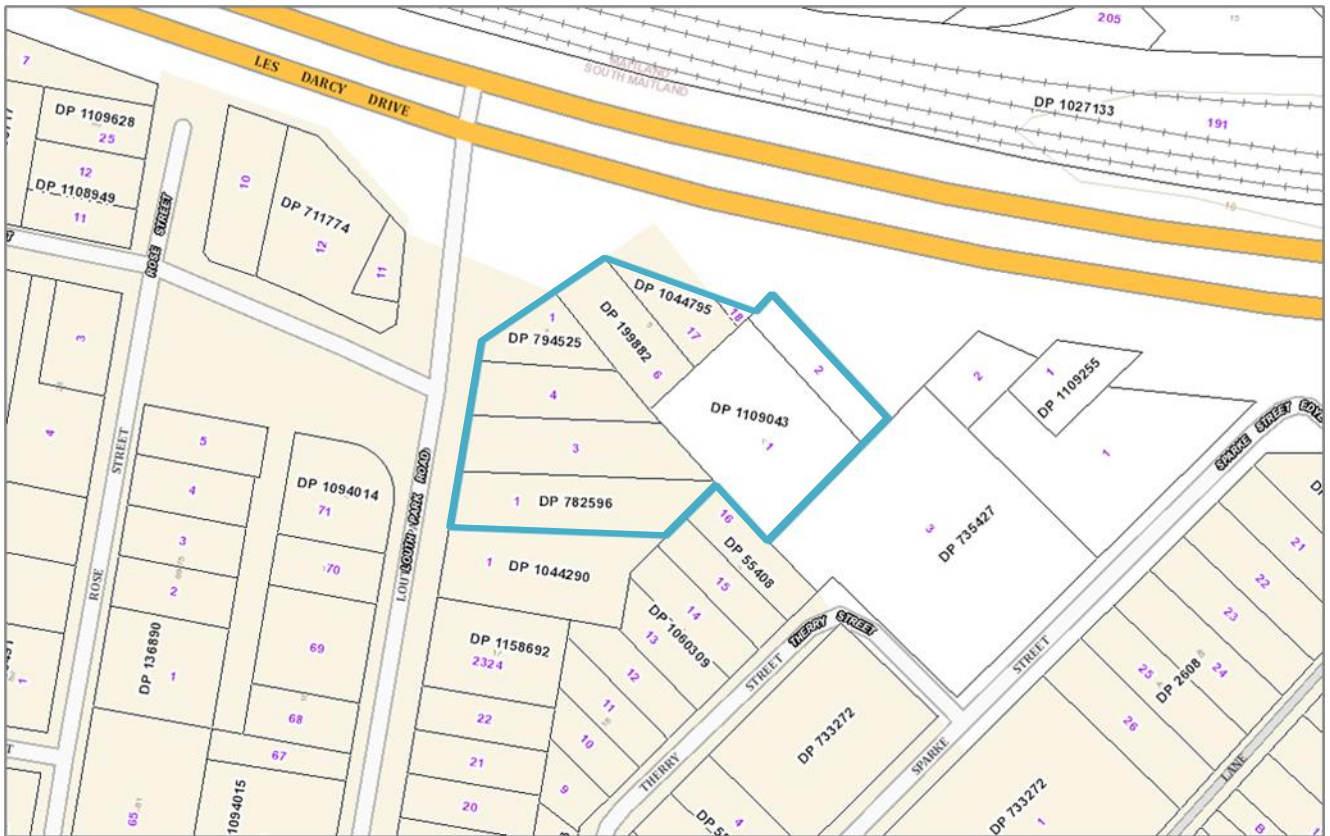 205
15
LES DARCY DRIVE
MAITLAND
SOUTH MAITLAND
DP 1027133
191
7
DP 1109628
25
12
DP 1108949
11
10
DP 711774
12
11
ROSE STREET
DP 1044795
18
17
1
DP 199882
6
DP 794525
4
3
1 DP 782596
2
DP 1109043
1
2
1
DP 1109255
1
SPARKE STREET
3
DP 735427
3
4
ROSE STREET
5
4
3
2
DP 136890
1
DP 1094014
71
70
69
68
67
65
1094015
LOUTH PARK ROAD
1 DP 1044290
16
DP 55408
15
14
DP 1060309
13
12
11
10
9
DP 1158692
2324
22
21
20
THERRY STREET
THERRY STREET
DP 733272
4
SPARKE STREET
21
22
23
24
25
DP 2608
26
DP 733272
1
LANE
B
1